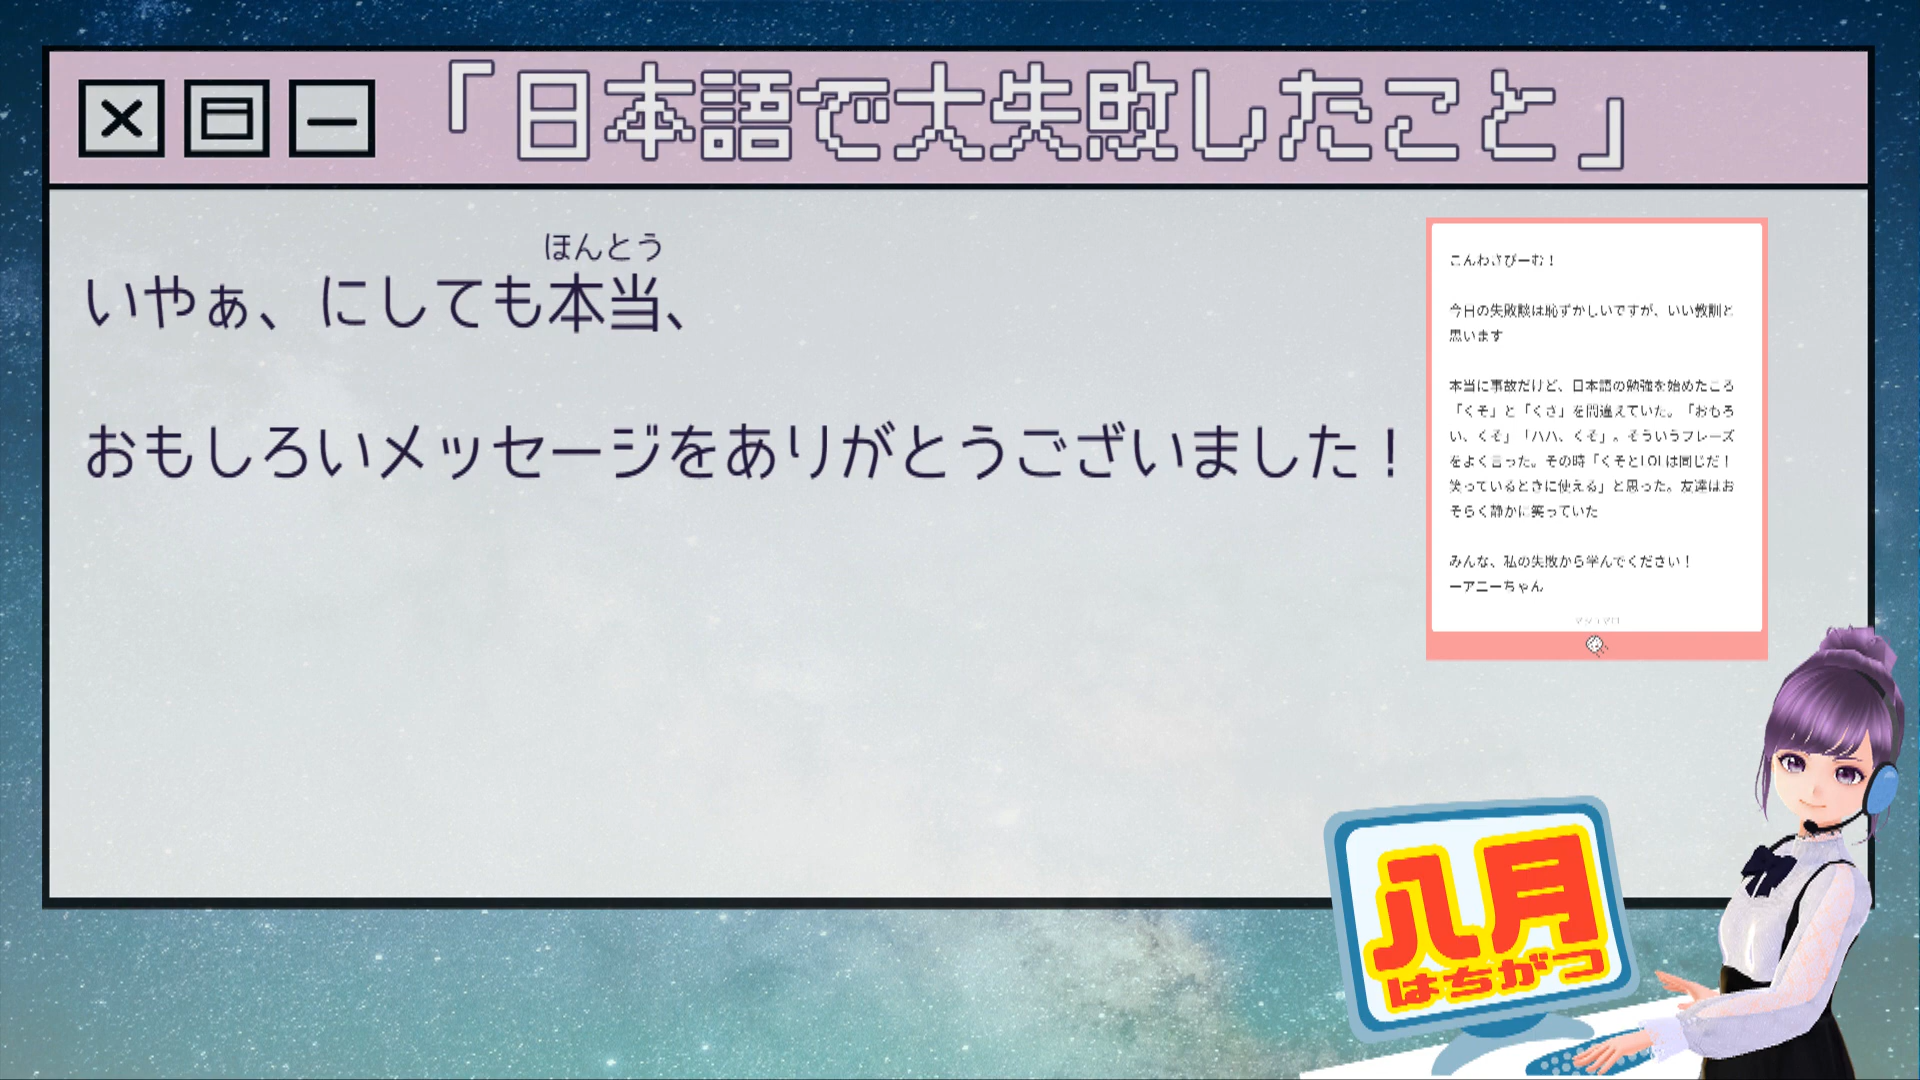 「日本語で大失敗したこと」
ほんとう
いやぁ、にしても本当、
おもしろいメッセージをありがとうございました！
こんわさびーむ！
今日の失敗談は恥ずかしいですが、いい教訓と
思います
本当に事故だけど、日本語の勉強を始めたころ
「くそ」と「くさ」を間違えていた。「おもろ
い、くそ」「ハハ、くそ」。そういうフレーズ
をよく言った。その時「くそとLOLは同じだ！
笑っているときに使える」と思った。友達はお
そらく静かに笑っていた
みんな、私の失敗から学んでください！
ーアニーちゃん
八月
はちがつ